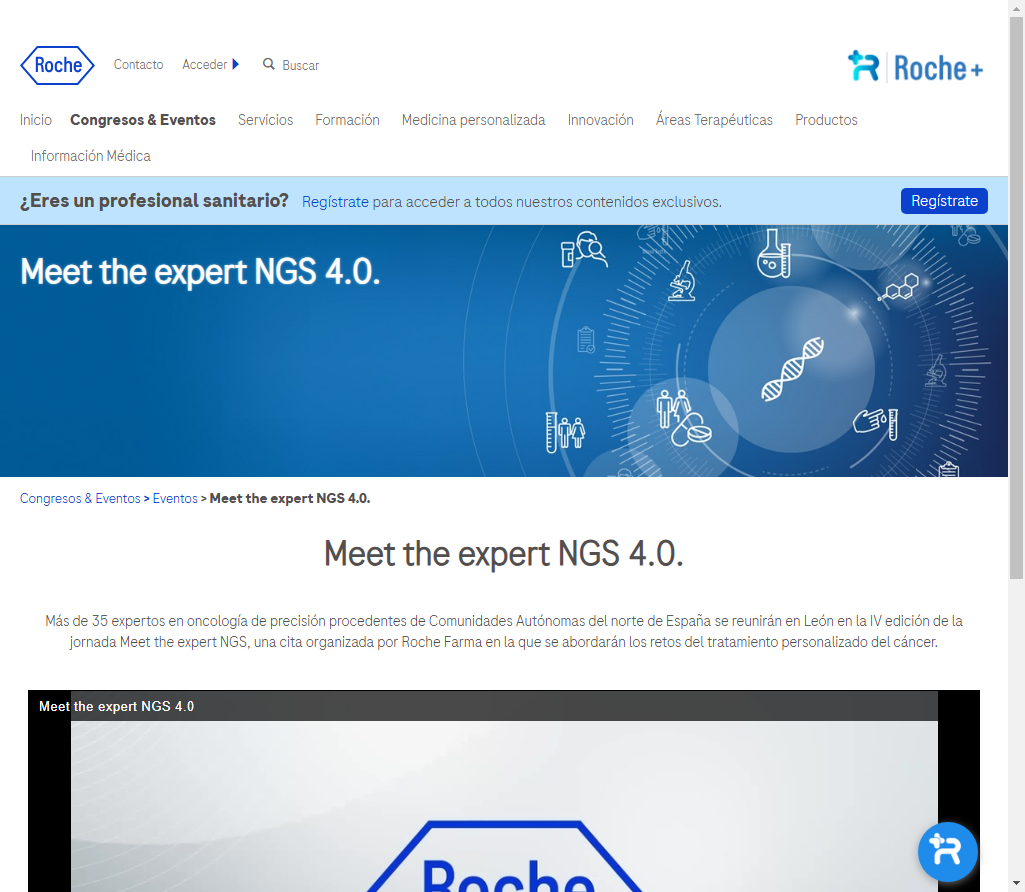 Roche
Contacto
Acceder
Buscar
Roche+
Inicio
Congresos & Eventos
Servicios
Formación
Medicina personalizada
Innovación
Áreas Terapéuticas
Productos
Información Médica
¿Eres un profesional sanitario? Regístrate para acceder a todos nuestros contenidos exclusivos.
Regístrate
Meet the expert NGS 4.0.
Congresos & Eventos > Eventos > Meet the expert NGS 4.0.
Meet the expert NGS 4.0.
Más de 35 expertos en oncología de precisión procedentes de Comunidades Autónomas del norte de España se reunirán en León en la IV edición de la
jornada Meet the expert NGS, una cita organizada por Roche Farma en la que se abordarán los retos del tratamiento personalizado del cáncer.
Meet the expert NGS 4.0
Roche